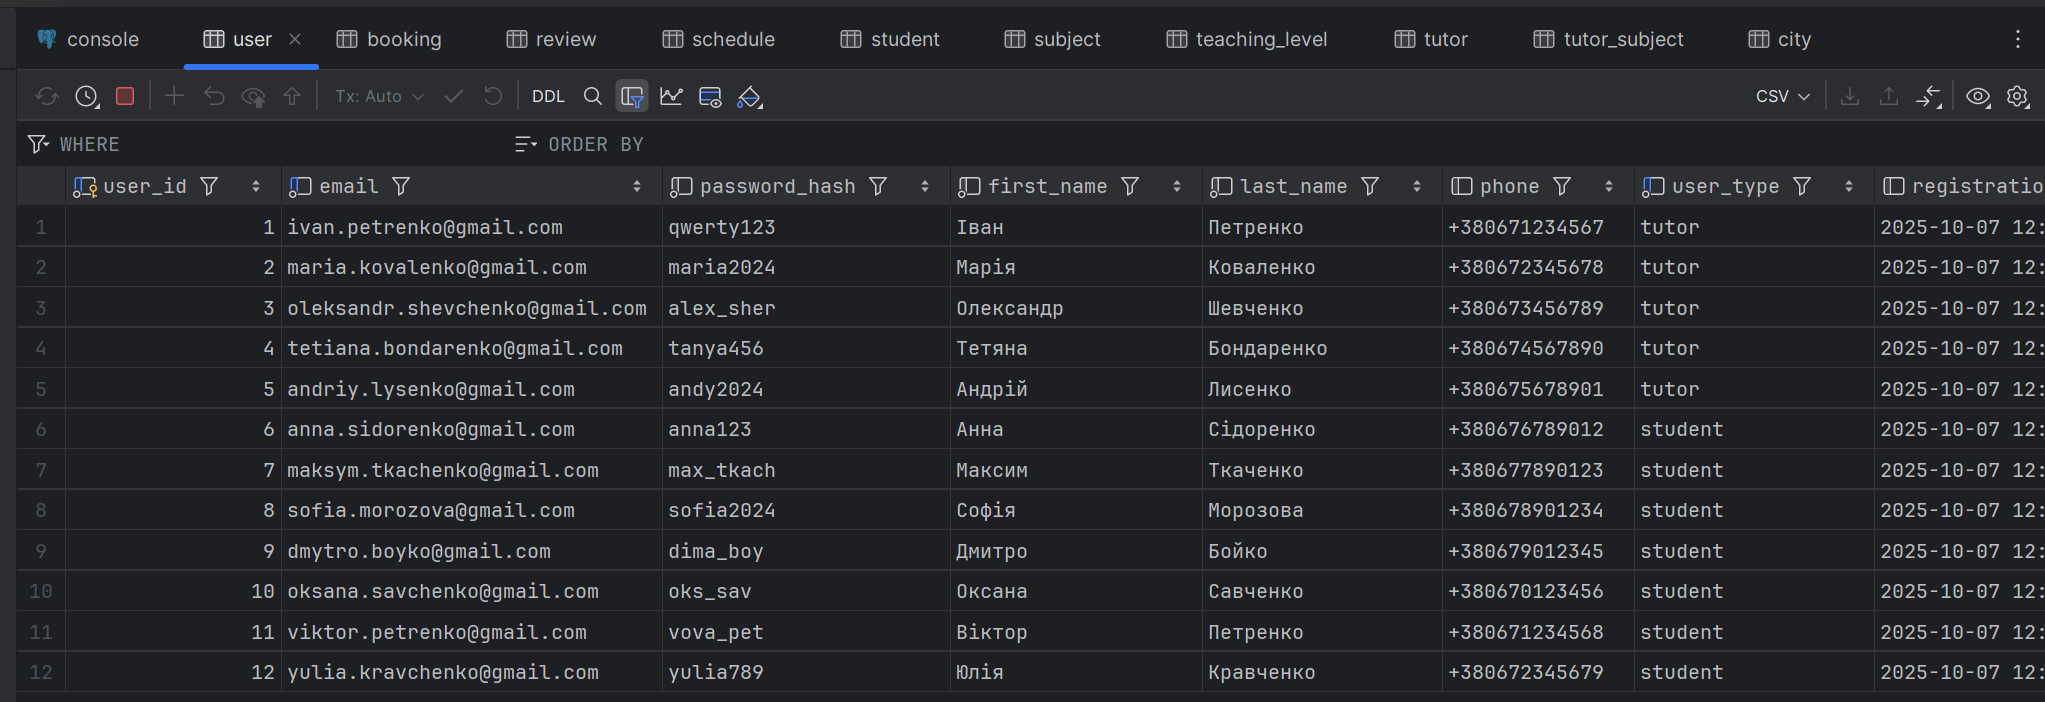 console user booking review schedule student subject teaching_level tutor tutor_subject city
Tx: Auto DDL CSV
WHERE ORDER BY
user_id email password_hash first_name last_name phone user_type registratio
1 1 ivan.petrenko@gmail.com qwerty123 Іван Петренко +380671234567 tutor 2025-10-07 12:
2 2 maria.kovalenko@gmail.com maria2024 Марія Коваленко +380672345678 tutor 2025-10-07 12:
3 3 oleksandr.shevchenko@gmail.com alex_sher Олександр Шевченко +380673456789 tutor 2025-10-07 12:
4 4 tetiana.bondarenko@gmail.com tanya456 Тетяна Бондаренко +380674567890 tutor 2025-10-07 12:
5 5 andriy.lysenko@gmail.com andy2024 Андрій Лисенко +380675678901 tutor 2025-10-07 12:
6 6 anna.sidorenko@gmail.com anna123 Анна Сідоренко +380676789012 student 2025-10-07 12:
7 7 maksym.tkachenko@gmail.com max_tkach Максим Ткаченко +380677890123 student 2025-10-07 12:
8 8 sofia.morozova@gmail.com sofia2024 Софія Морозова +380678901234 student 2025-10-07 12:
9 9 dmytro.boyko@gmail.com dima_boy Дмитро Бойко +380679012345 student 2025-10-07 12:
10 10 oksana.savchenko@gmail.com oks_sav Оксана Савченко +380670123456 student 2025-10-07 12:
11 11 viktor.petrenko@gmail.com vova_pet Віктор Петренко +380671234568 student 2025-10-07 12:
12 12 yulia.kravchenko@gmail.com yulia789 Юлія Кравченко +380672345679 student 2025-10-07 12: